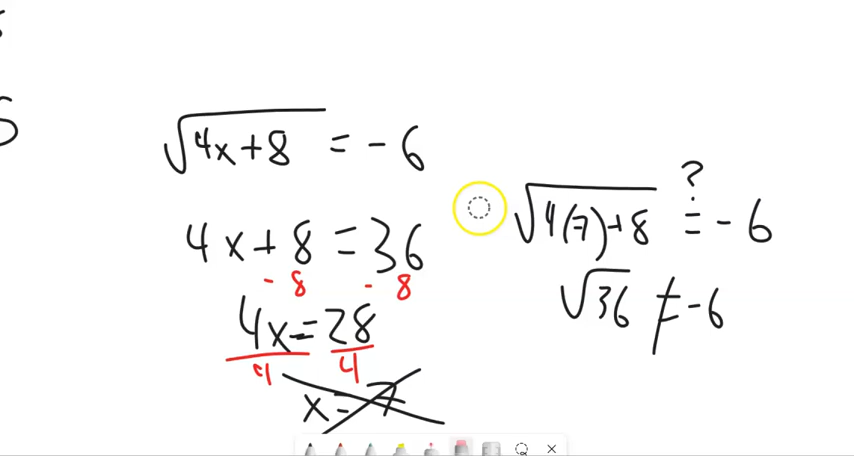 √4x+8 = -6
4x+8=36
-8 -8
4x=28
4 4
x=7
√4(7)+8 ?= -6
√36 ≠ -6